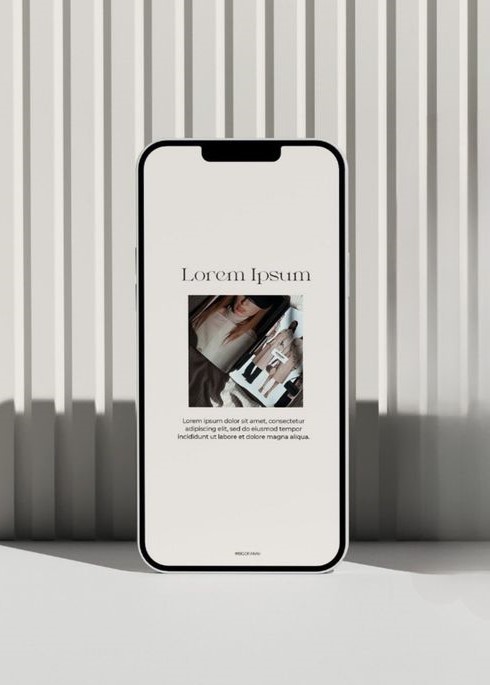 Lorem Ipsum
Lorem ipsum dolor sit amet, consectetur
adipiscing elit, sed do eiusmod tempor
incididunt ut labore et dolore magna aliqua.